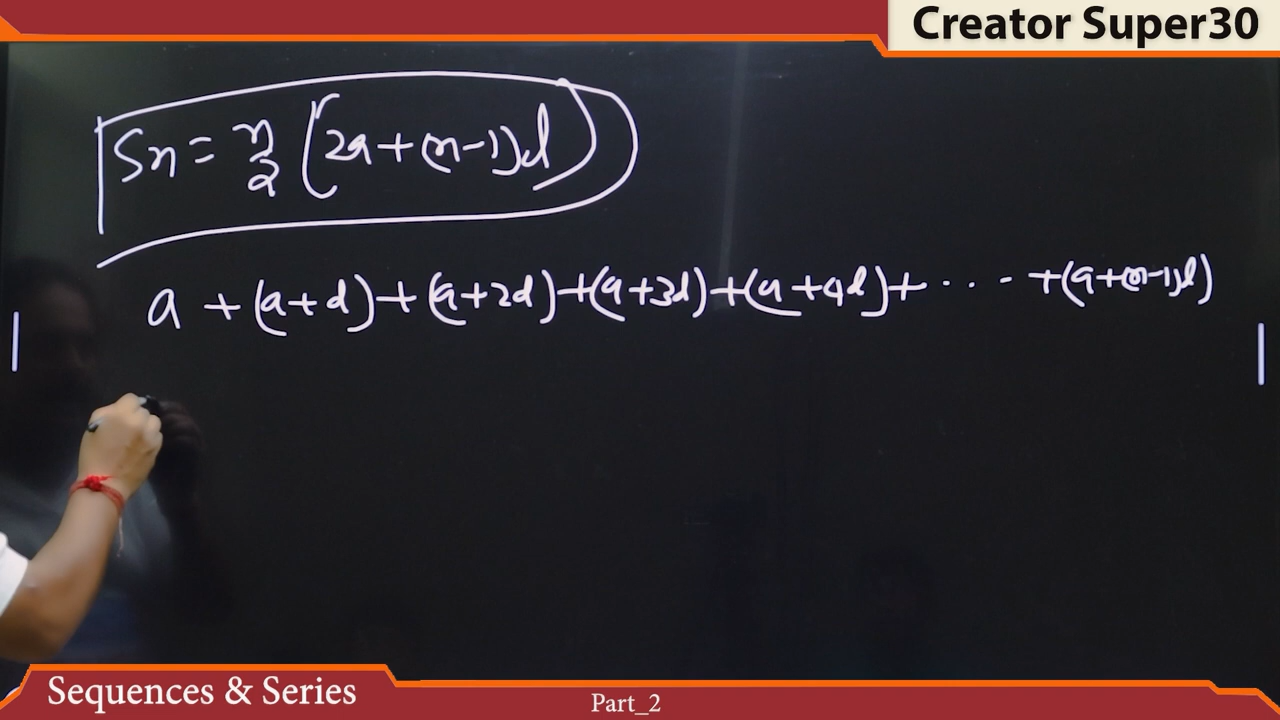 Creator Super30
Sn = n/2 (2a+(n-1)d)
a + (a+d)+(a+2d)+(a+3d)+(a+4d)+ . . . - +(a+(n-1)d)
Sequences & Series
Part_2